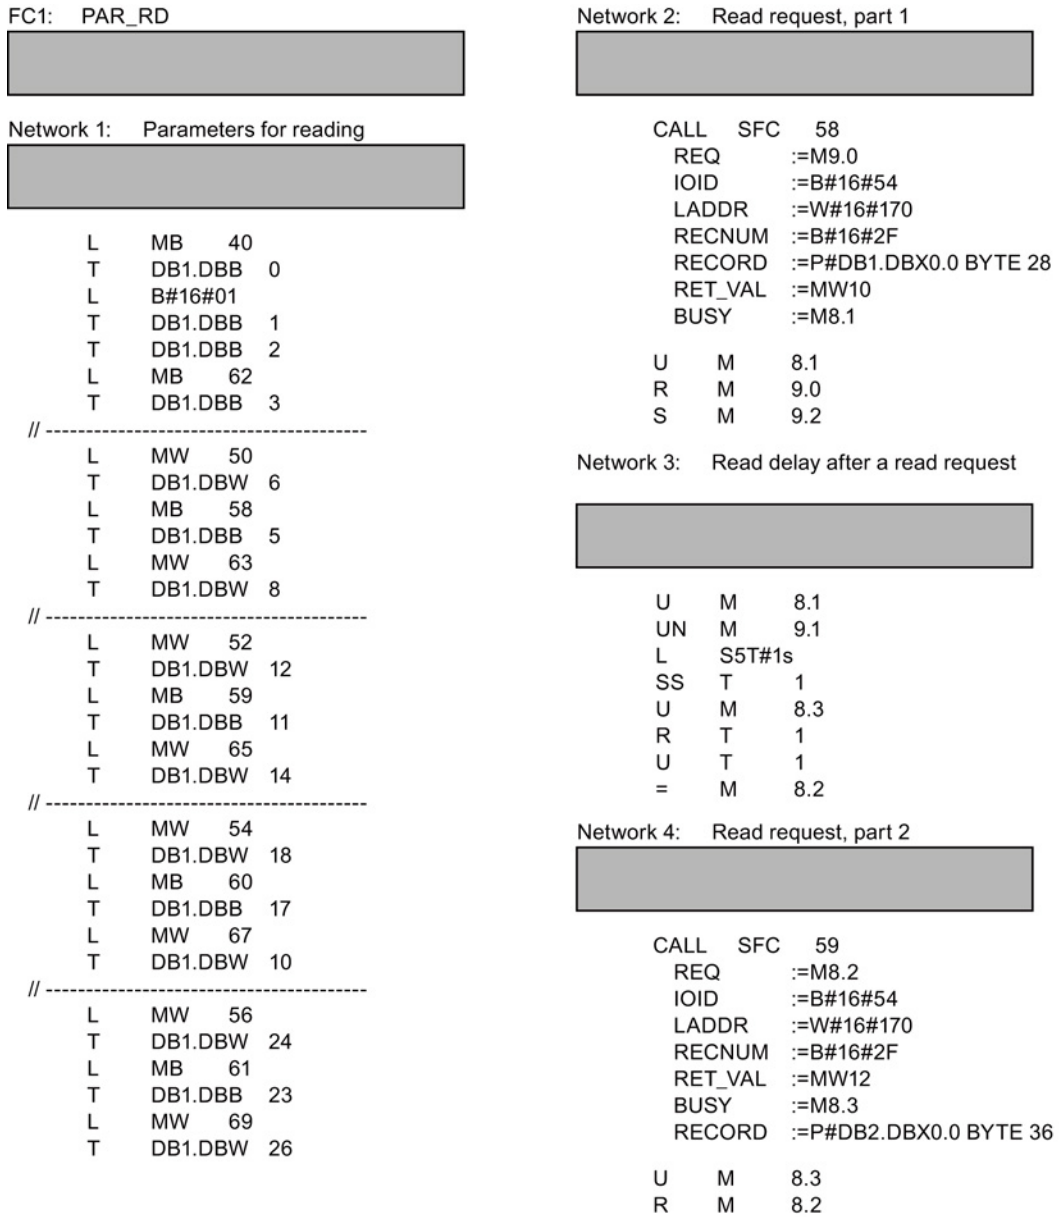 FC1: PAR_RD
Network 1: Parameters for reading
L MB 40
T DB1.DBB 0
L B#16#01
T DB1.DBB 1
T DB1.DBB 2
L MB 62
T DB1.DBB 3
// -----------------------------------------
L MW 50
T DB1.DBW 6
L MB 58
T DB1.DBB 5
L MW 63
T DB1.DBW 8
// -----------------------------------------
L MW 52
T DB1.DBW 12
L MB 59
T DB1.DBB 11
L MW 65
T DB1.DBW 14
// -----------------------------------------
L MW 54
T DB1.DBW 18
L MB 60
T DB1.DBB 17
L MW 67
T DB1.DBW 10
// -----------------------------------------
L MW 56
T DB1.DBW 24
L MB 61
T DB1.DBB 23
L MW 69
T DB1.DBW 26
Network 2: Read request, part 1
CALL SFC 58
REQ :=M9.0
IOID :=B#16#54
LADDR :=W#16#170
RECNUM :=B#16#2F
RECORD :=P#DB1.DBX0.0 BYTE 28
RET_VAL :=MW10
BUSY :=M8.1
U M 8.1
R M 9.0
S M 9.2
Network 3: Read delay after a read request
U M 8.1
UN M 9.1
L S5T#1s
SS T 1
U M 8.3
R T 1
U T 1
= M 8.2
Network 4: Read request, part 2
CALL SFC 59
REQ :=M8.2
IOID :=B#16#54
LADDR :=W#16#170
RECNUM :=B#16#2F
RET_VAL :=MW12
BUSY :=M8.3
RECORD :=P#DB2.DBX0.0 BYTE 36
U M 8.3
R M 8.2